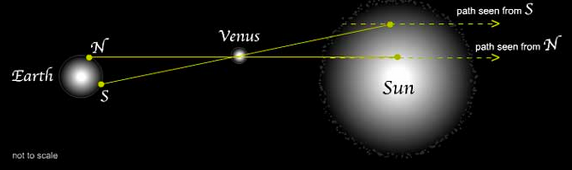 path seen from S
N
Venus
path seen from N
Earth
S
Sun
not to scale